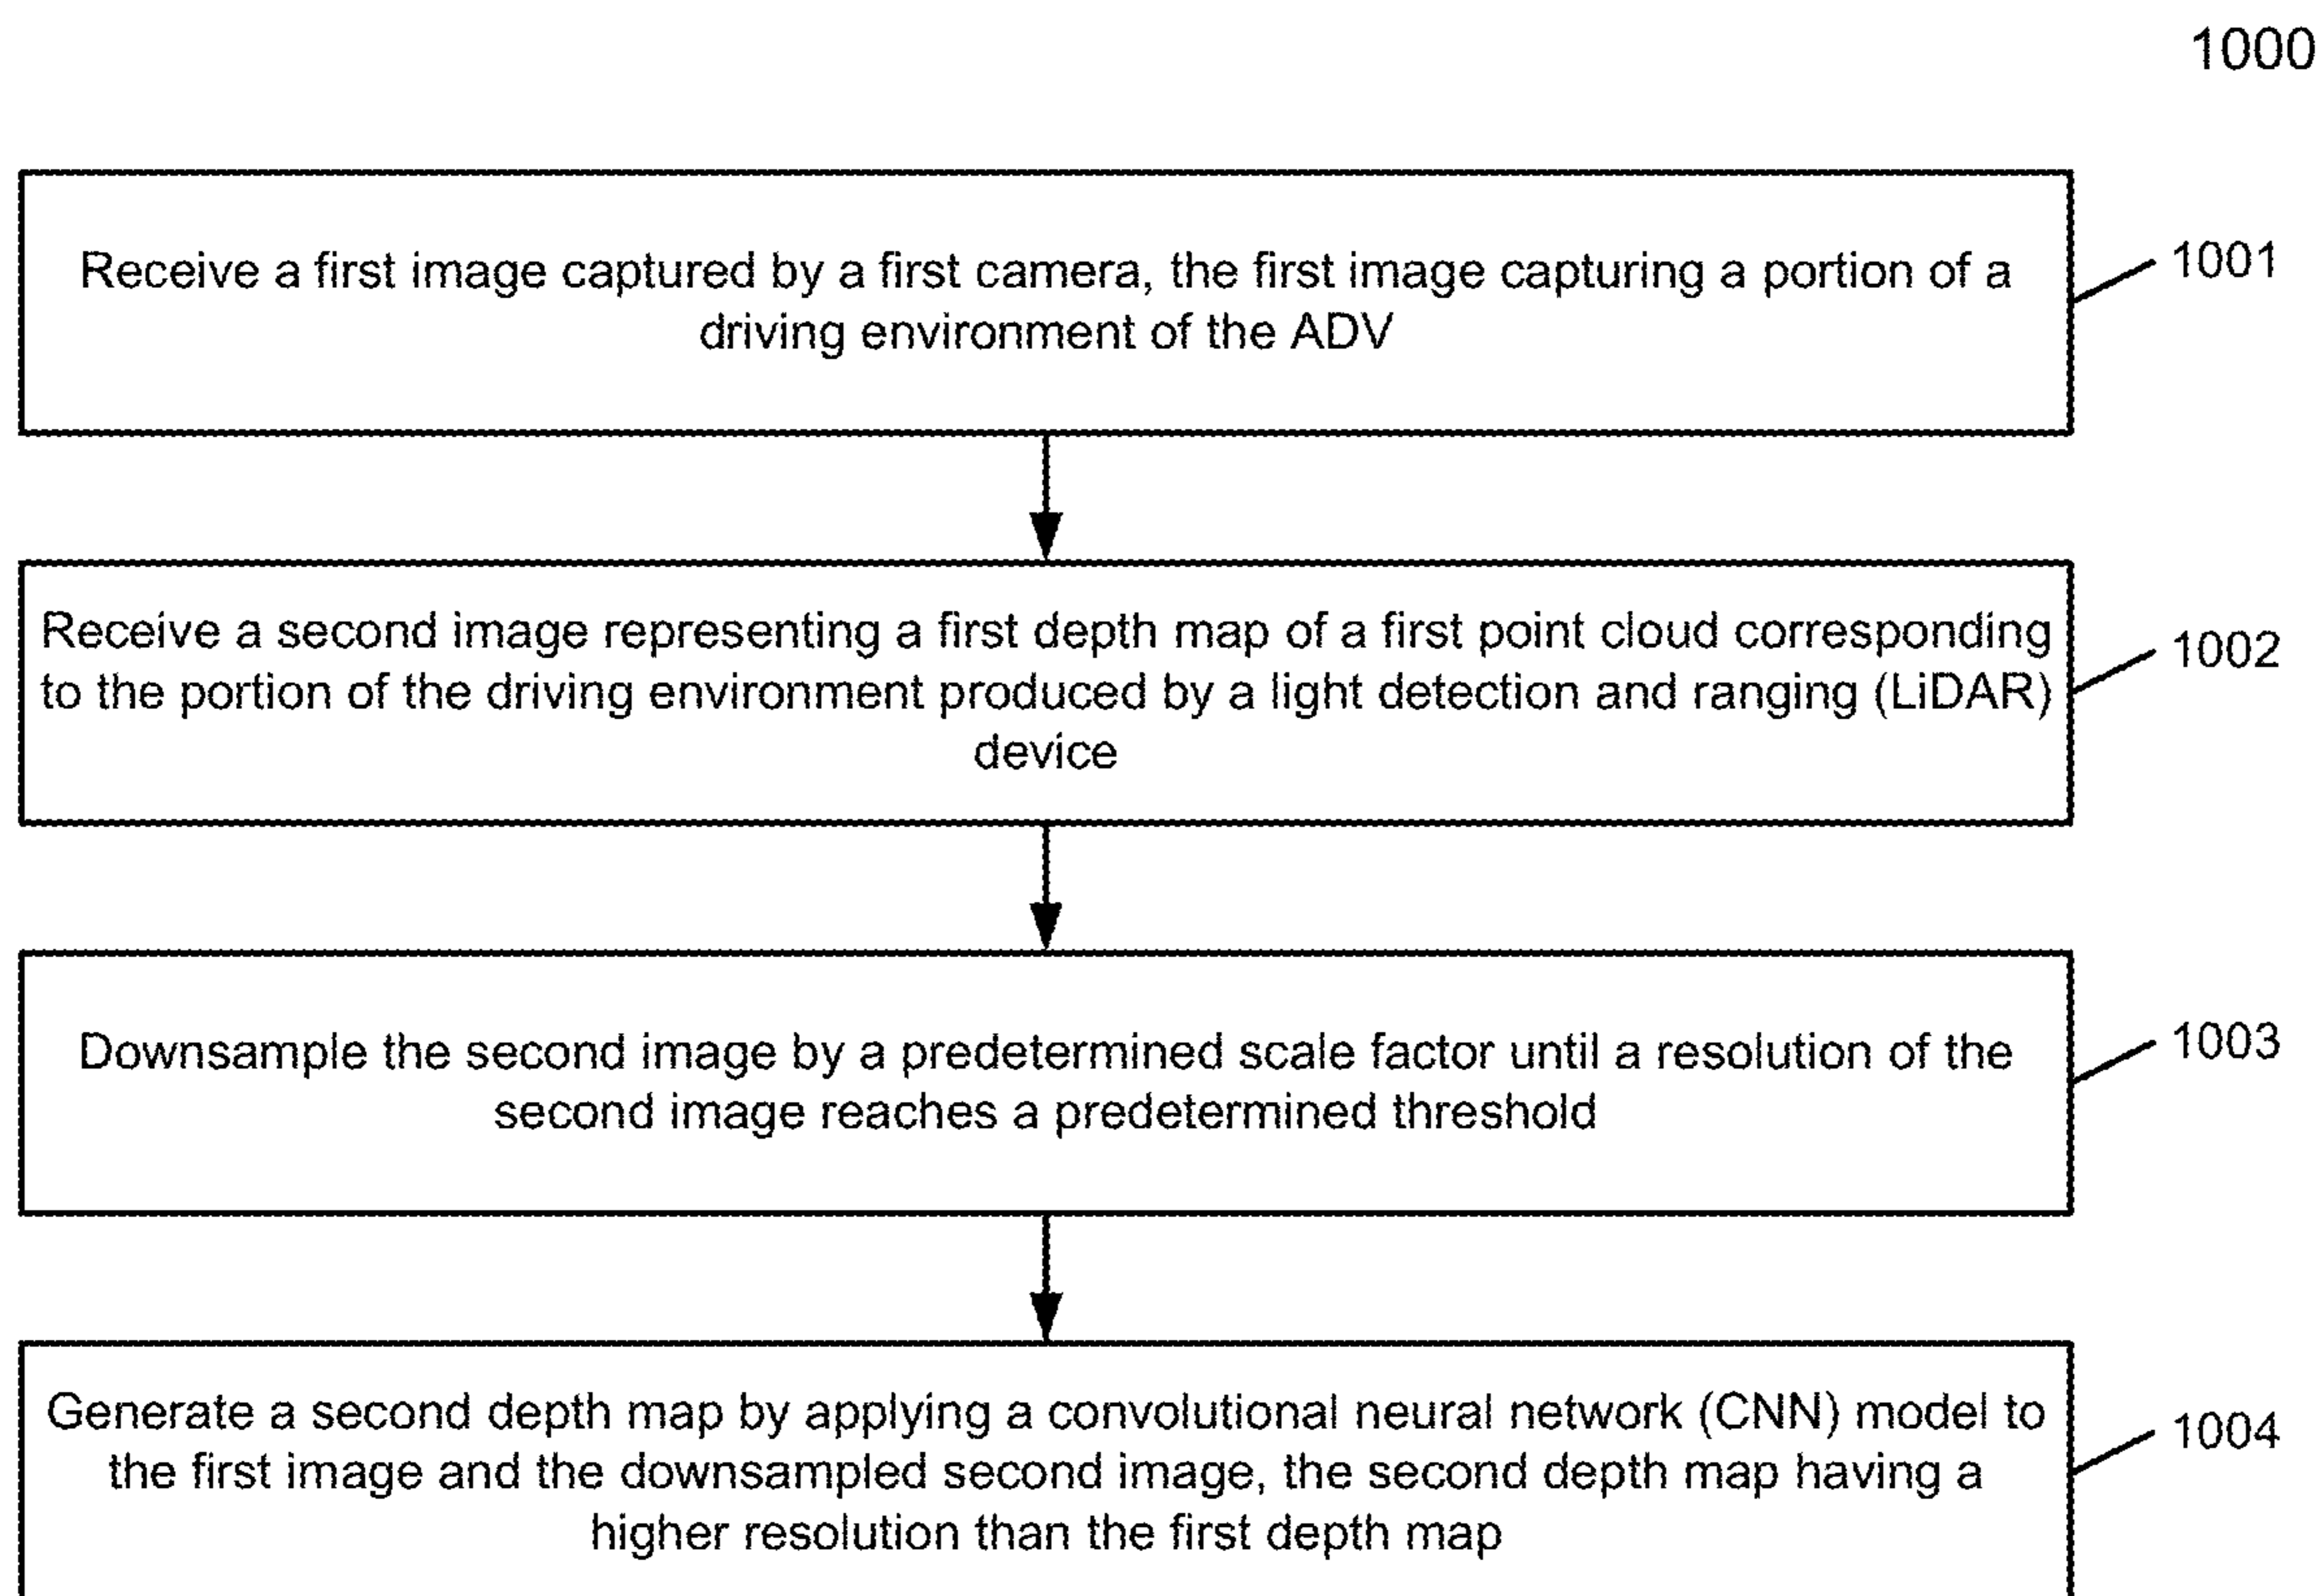 1000
Receive a first image captured by a first camera, the first image capturing a portion of a
driving environment of the ADV
1001
Receive a second image representing a first depth map of a first point cloud corresponding
to the portion of the driving environment produced by a light detection and ranging (LiDAR)
device
1002
Downsample the second image by a predetermined scale factor until a resolution of the
second image reaches a predetermined threshold
1003
Generate a second depth map by applying a convolutional neural network (CNN) model to
the first image and the downsampled second image, the second depth map having a
higher resolution than the first depth map
1004